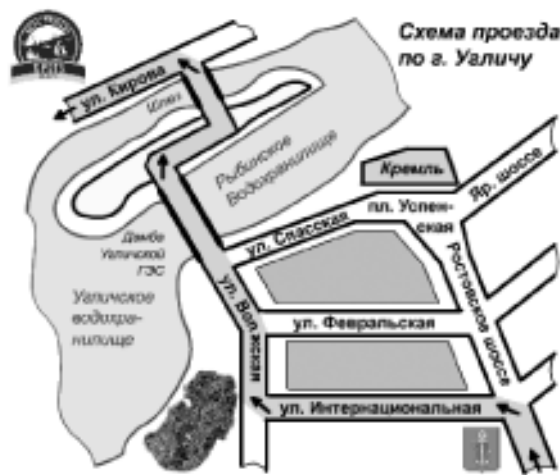 Схема проезда
по г. Угличу
ул. Кирова
Шлюз
Рыбинское
Водохранилище
Кремль
Яр. шоссе
ул. Спасская
пл. Успен-
ская
Дамба
Угличской
ГЭС
Угличское
водохра-
нилище
ул. Волжская
Ростовское шоссе
ул. Февральская
ул. Интернациональная